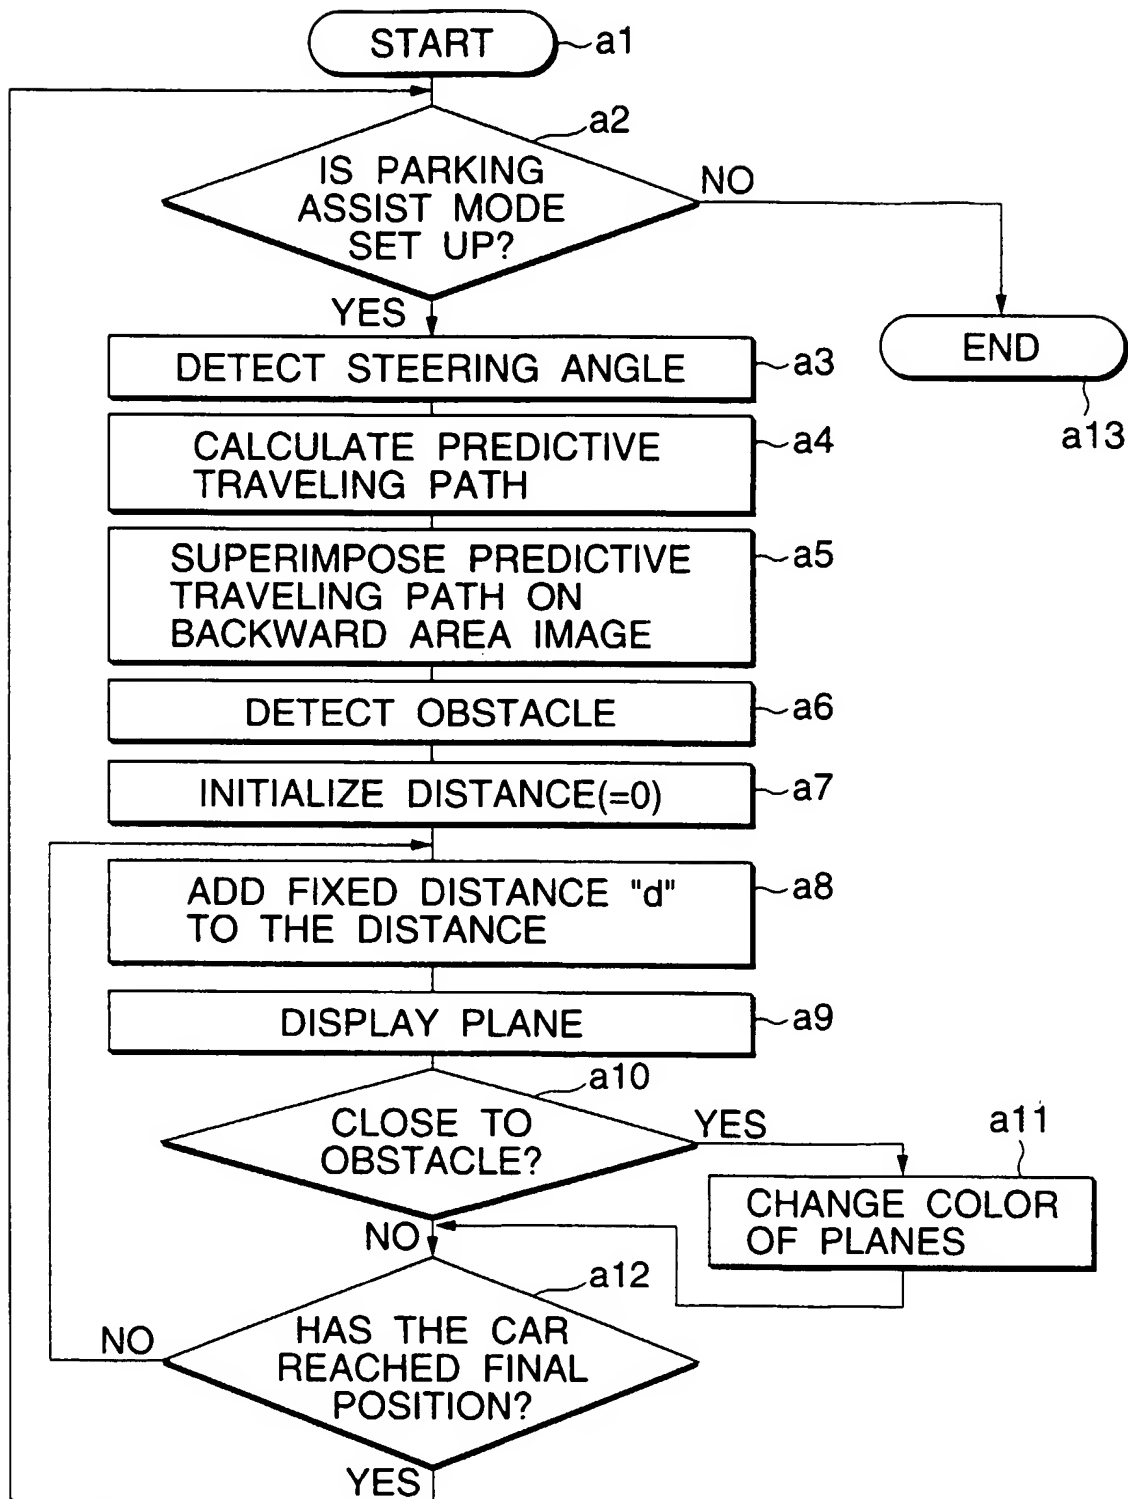 START
a1
a2
IS PARKING
ASSIST MODE
SET UP?
NO
YES
END
a13
DETECT STEERING ANGLE
a3
CALCULATE PREDICTIVE
TRAVELING PATH
a4
SUPERIMPOSE PREDICTIVE
TRAVELING PATH ON
BACKWARD AREA IMAGE
a5
DETECT OBSTACLE
a6
INITIALIZE DISTANCE(=0)
a7
ADD FIXED DISTANCE "d"
TO THE DISTANCE
a8
DISPLAY PLANE
a9
a10
CLOSE TO
OBSTACLE?
YES
a11
CHANGE COLOR
OF PLANES
NO
a12
HAS THE CAR
REACHED FINAL
POSITION?
NO
YES